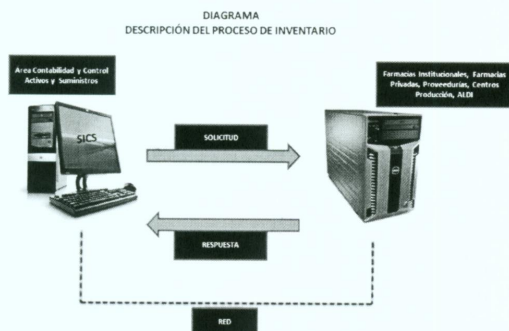 DIAGRAMA
DESCRIPCIÓN DEL PROCESO DE INVENTARIO
Área Contabilidad y Control
Activos y Suministros
Farmacias Institucionales, Farmacias
Privadas, Proveedurías, Centros
Producción, ALDI
SICS
SOLICITUD
RESPUESTA
RED